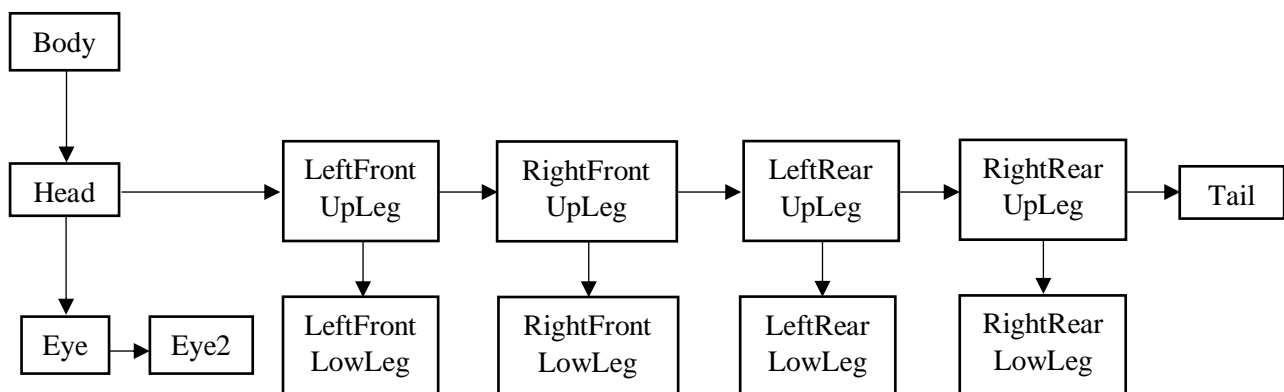 Body
Head
LeftFront
UpLeg
RightFront
UpLeg
LeftRear
UpLeg
RightRear
UpLeg
Tail
Eye
Eye2
LeftFront
LowLeg
RightFront
LowLeg
LeftRear
LowLeg
RightRear
LowLeg